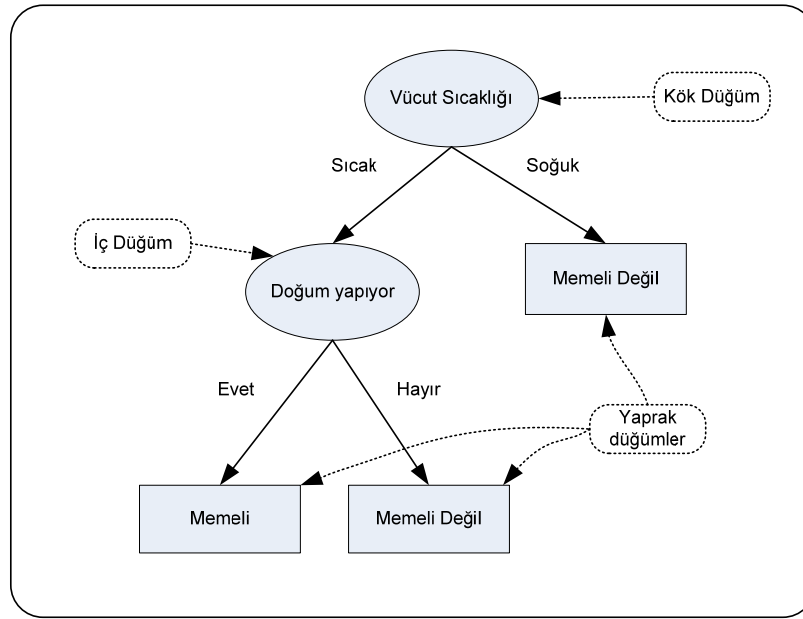 Vücut Sıcaklığı
Kök Düğüm
Sıcak
Soğuk
İç Düğüm
Doğum yapıyor
Memeli Değil
Evet
Hayır
Yaprak
düğümler
Memeli
Memeli Değil